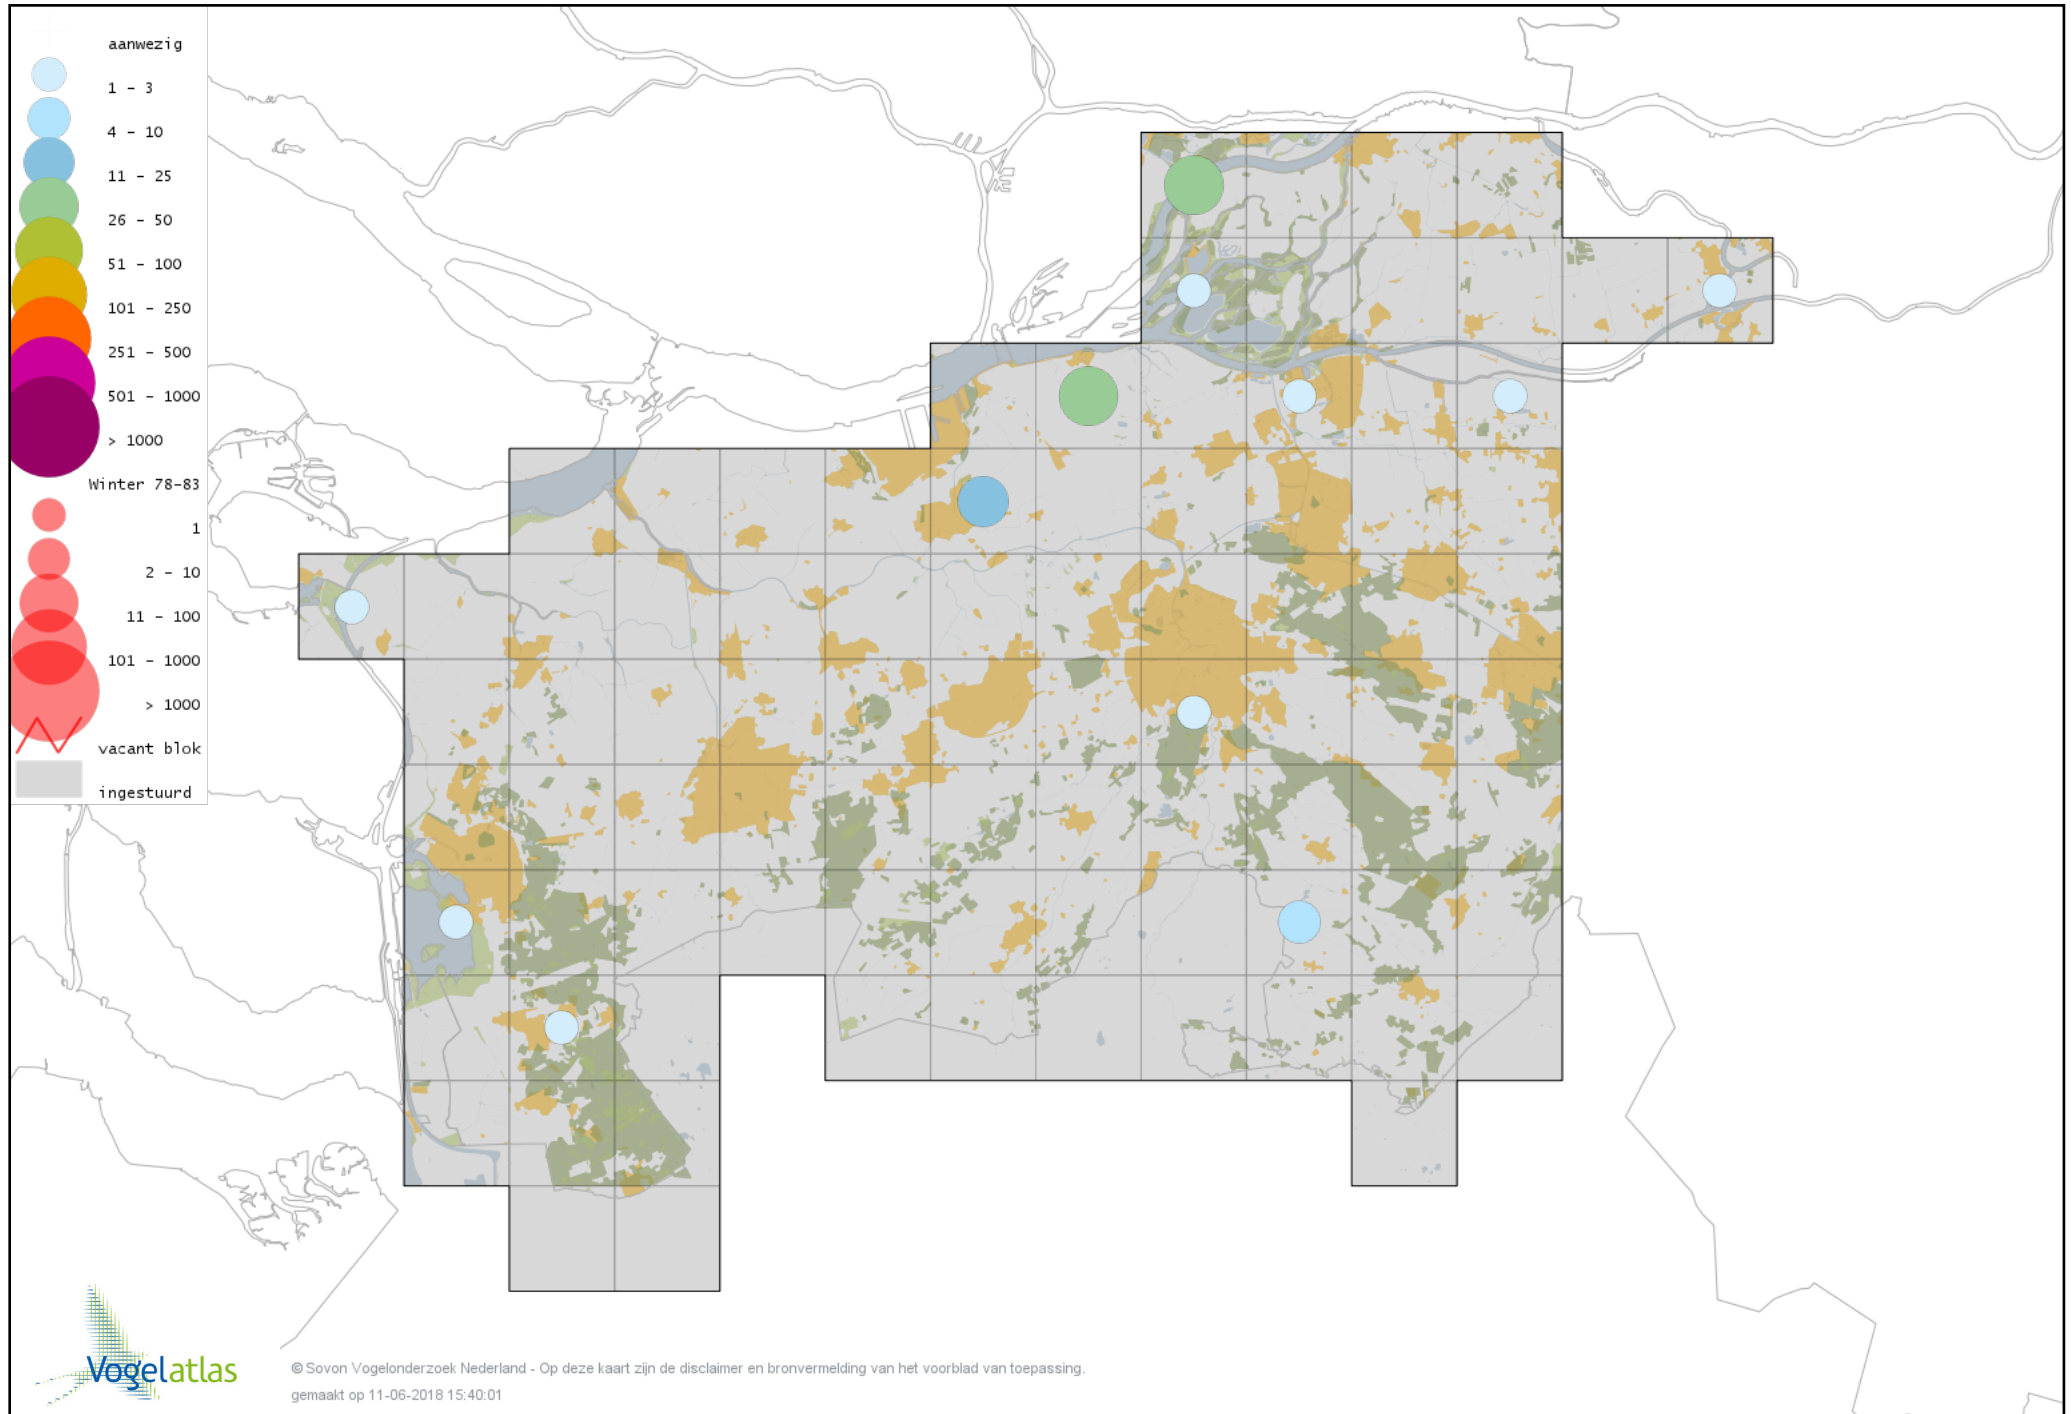 aanwezig
1 – 3
4 – 10
11 – 25
26 – 50
51 – 100
101 – 250
251 – 500
501 – 1000
> 1000
Winter 78-83
1
2 – 10
11 – 100
101 – 1000
> 1000
vacant blok
ingestuurd
Vogelatlas
© Sovon Vogelonderzoek Nederland - Op deze kaart zijn de disclaimer en bronvermelding van het voorblad van toepassing.
gemaakt op 11-06-2018 15:40:01